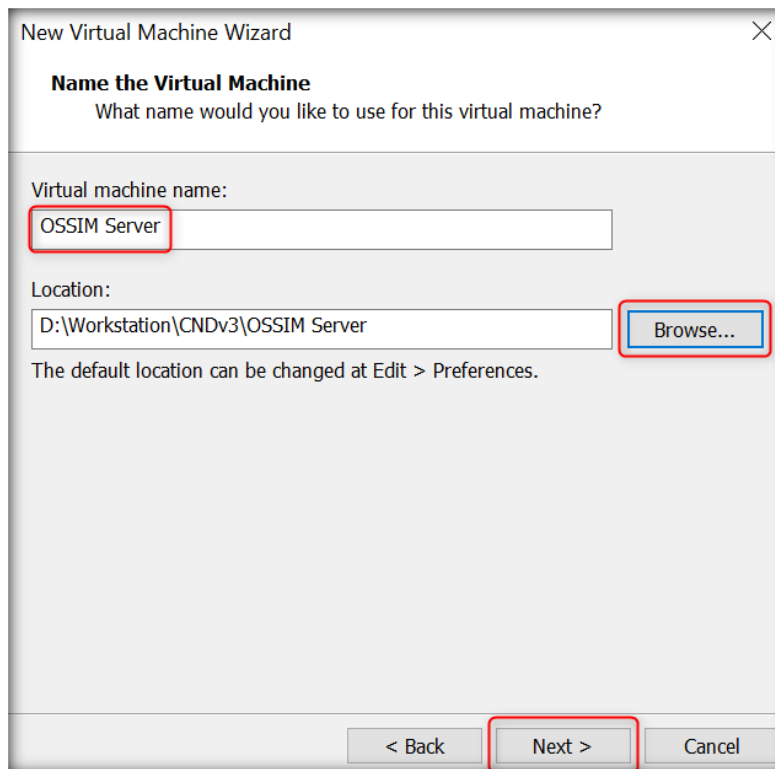 New Virtual Machine Wizard
Name the Virtual Machine
What name would you like to use for this virtual machine?
Virtual machine name:
OSSIM Server
Location:
D:\Workstation\CNDv3\OSSIM Server
Browse...
The default location can be changed at Edit > Preferences.
< Back Next > Cancel